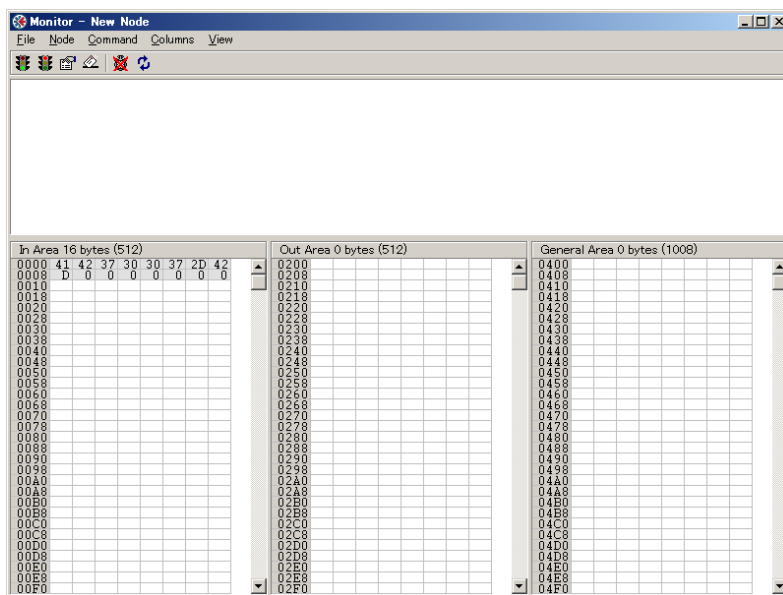 Monitor - New Node
File Node Command Columns View
In Area 16 bytes (512)
0000 41 42 37 30 30 37 2D 42
0008 D 0 0 0 0 0 0 0
0010
0018
0020
0028
0030
0038
0040
0048
0050
0058
0060
0068
0070
0078
0080
0088
0090
0098
00A0
00A8
00B0
00B8
00C0
00C8
00D0
00D8
00E0
00E8
00F0
Out Area 0 bytes (512)
0200
0208
0210
0218
0220
0228
0230
0238
0240
0248
0250
0258
0260
0268
0270
0278
0280
0288
0290
0298
02A0
02A8
02B0
02B8
02C0
02C8
02D0
02D8
02E0
02E8
02F0
General Area 0 bytes (1008)
0400
0408
0410
0418
0420
0428
0430
0438
0440
0448
0450
0458
0460
0468
0470
0478
0480
0488
0490
0498
04A0
04A8
04B0
04B8
04C0
04C8
04D0
04D8
04E0
04E8
04F0